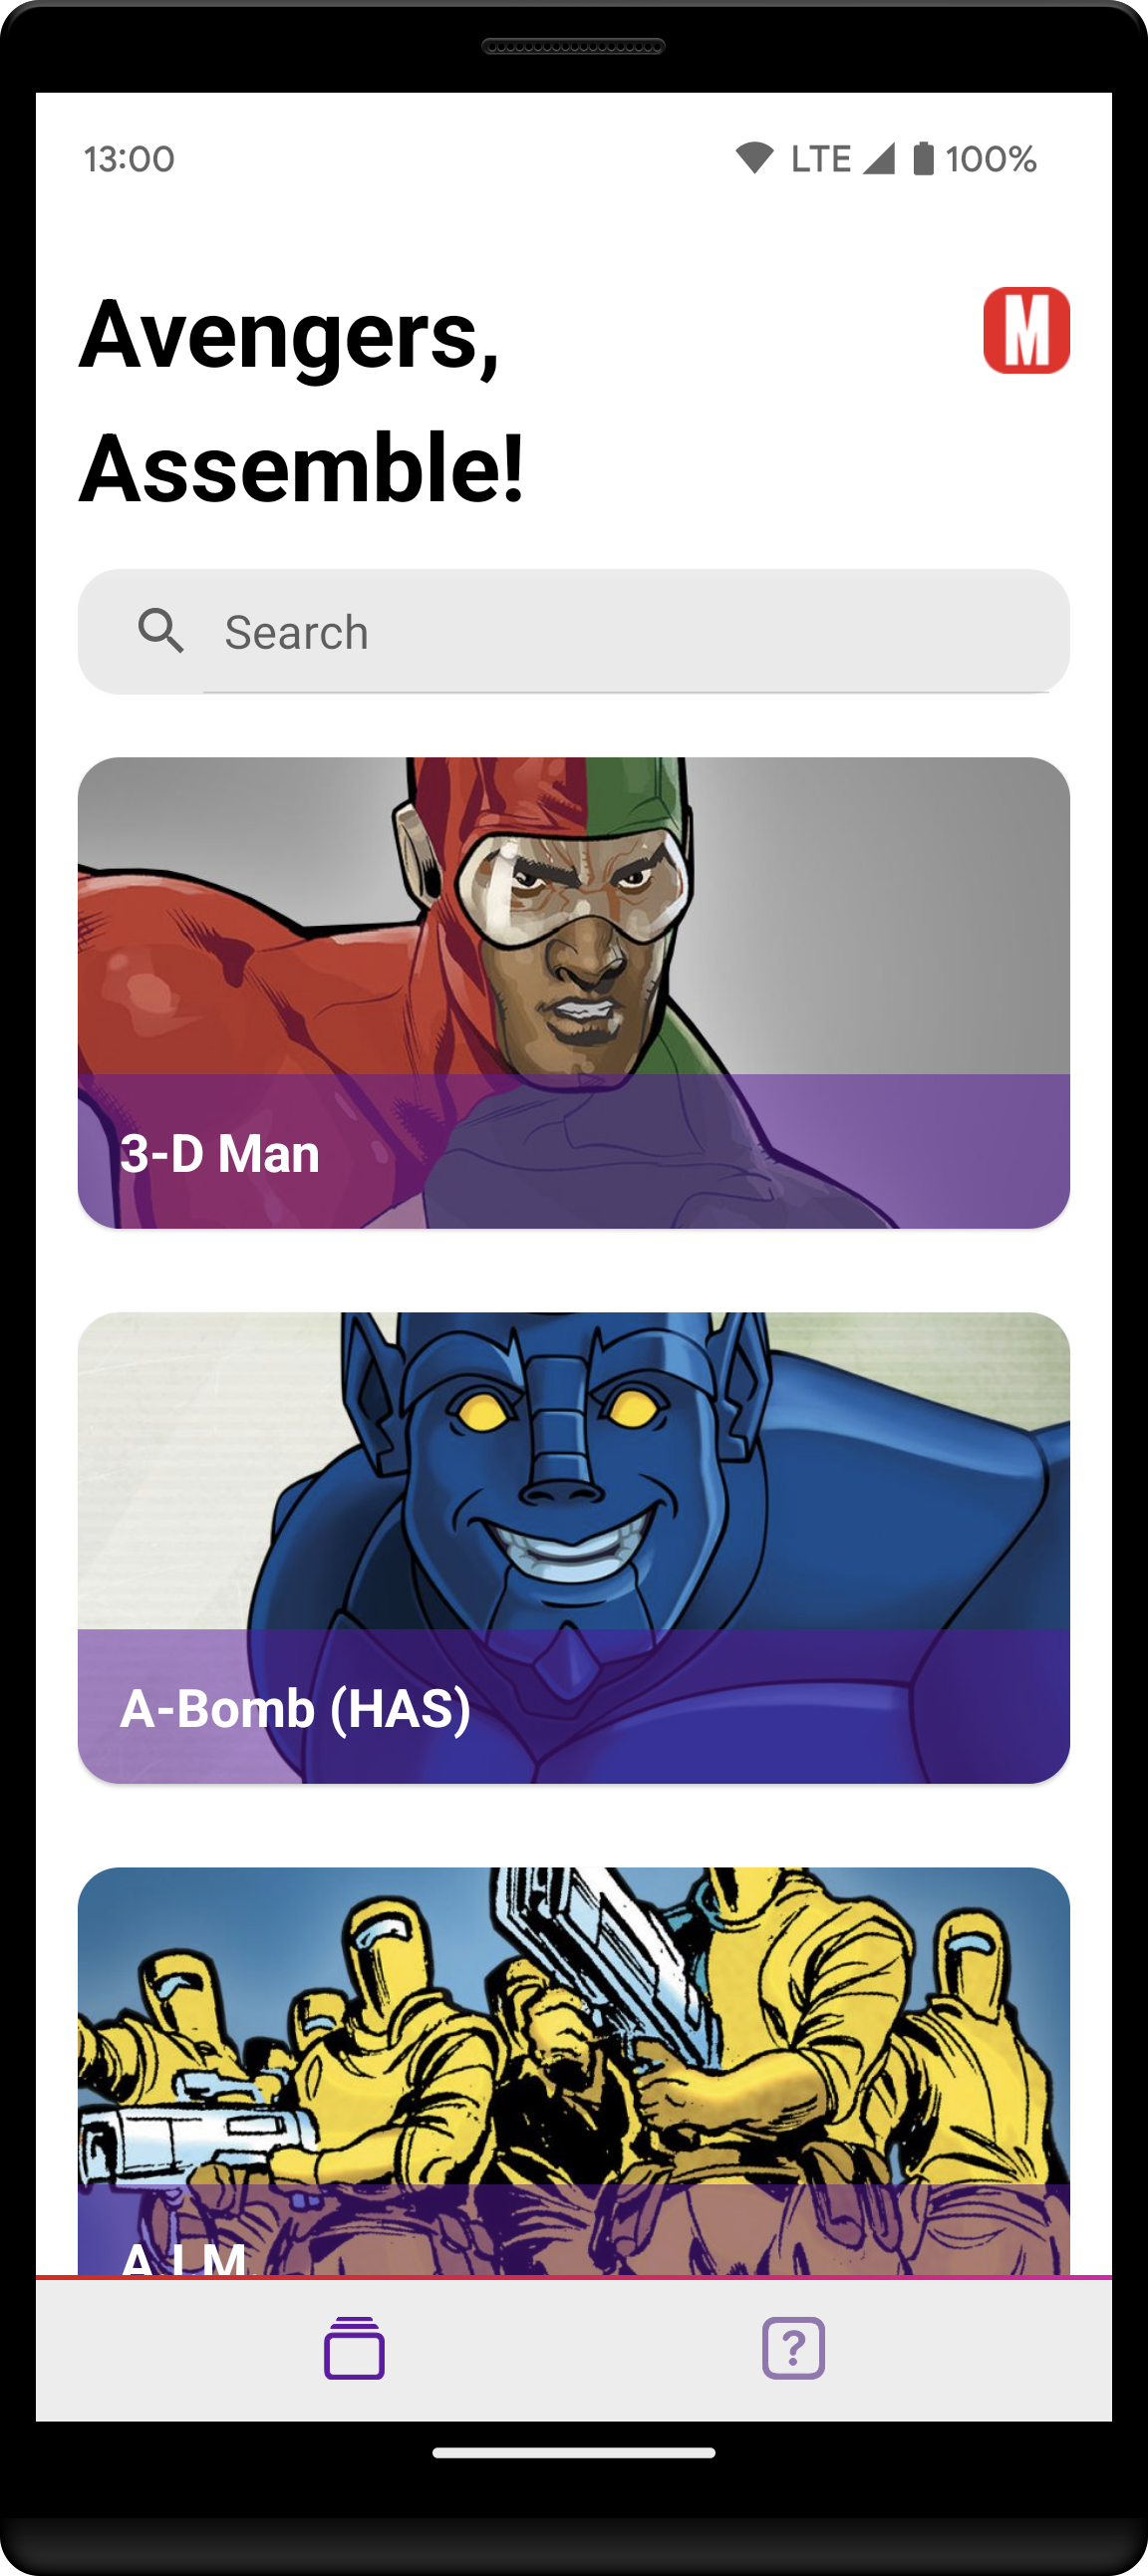 13:00 LTE 100%
Avengers,
M
Assemble!
Search
3-D Man
A-Bomb (HAS)
A.I.M.
?